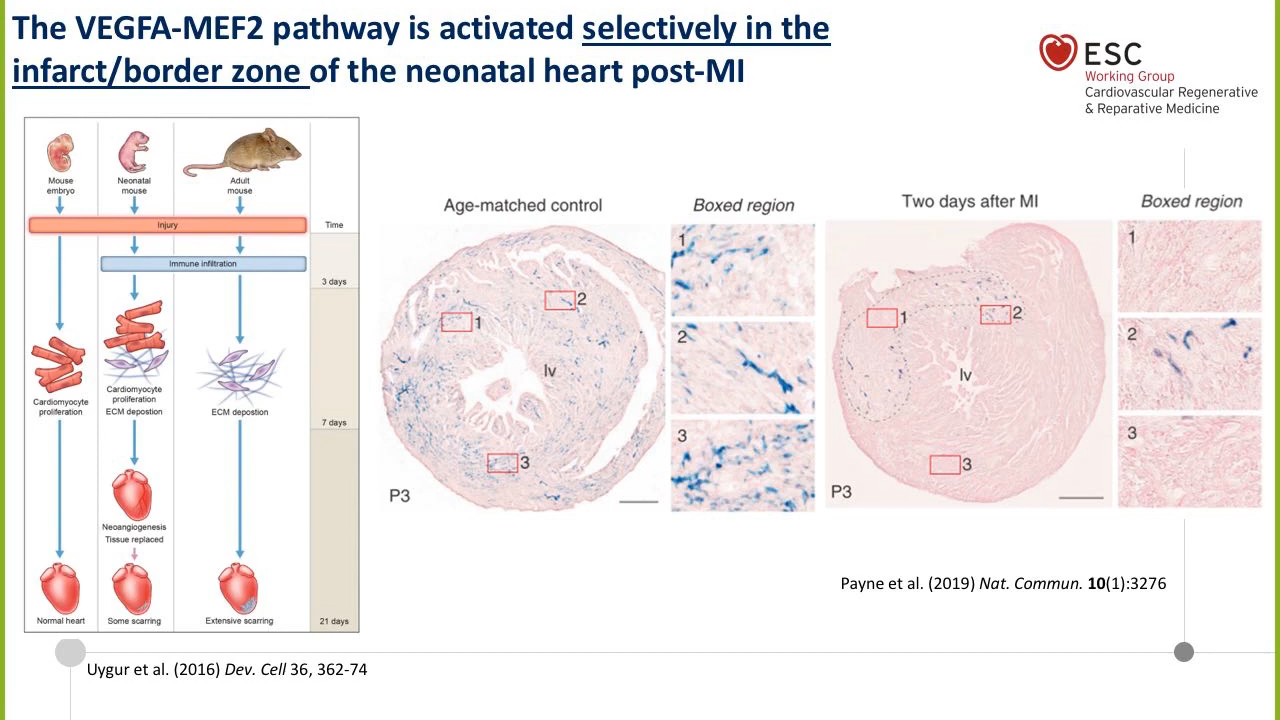 The VEGFA-MEF2 pathway is activated selectively in the
infarct/border zone of the neonatal heart post-MI
ESC
Working Group
Cardiovascular Regenerative
& Reparative Medicine
Mouse
embryo
Neonatal
mouse
Adult
mouse
Injury
Time
Immune infiltration
3 days
Cardiomyocyte
proliferation
Cardiomyocyte
proliferation
ECM depostion
ECM depostion
7 days
Neoangiogenesis
Tissue replaced
Normal heart
Some scarring
Extensive scarring
21 days
Age-matched control
Boxed region
1
2
3
lv
P3
1
2
3
Two days after MI
Boxed region
1
2
3
lv
P3
1
2
3
Payne et al. (2019) Nat. Commun. 10(1):3276
Uygur et al. (2016) Dev. Cell 36, 362-74